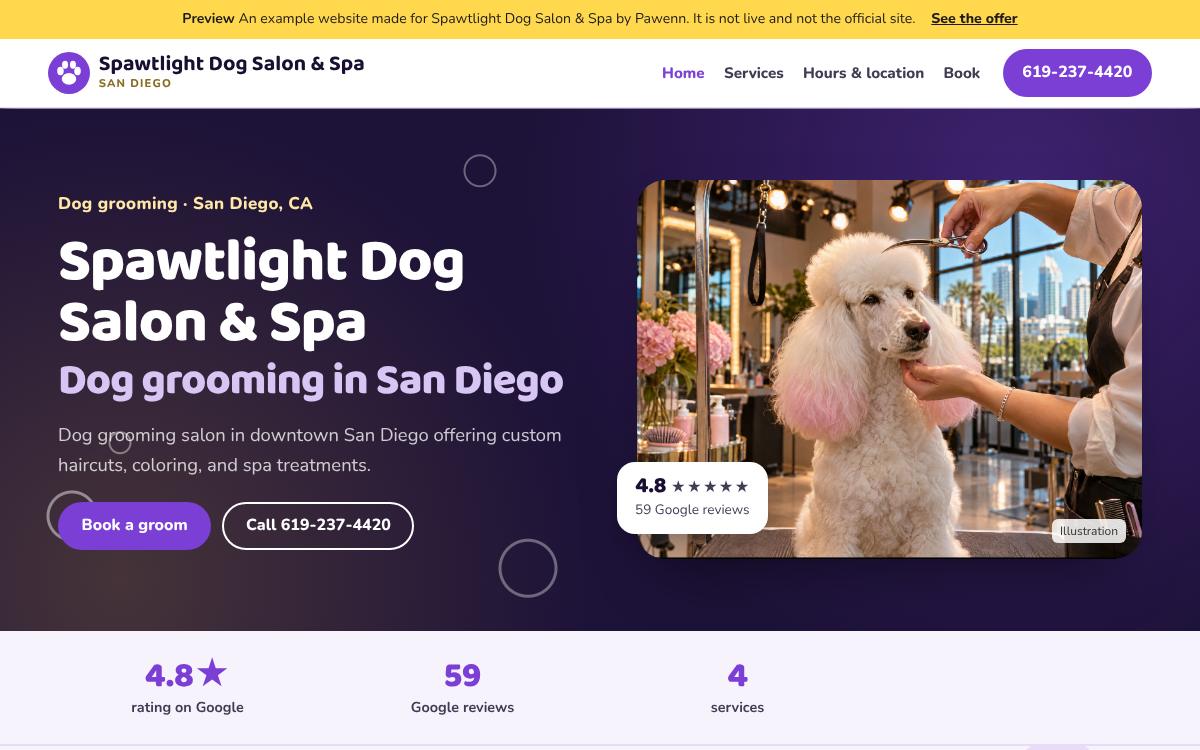 Preview An example website made for Spawtlight Dog Salon & Spa by Pawenn. It is not live and not the official site. See the offer
Spawtlight Dog Salon & Spa
SAN DIEGO
Home
Services
Hours & location
Book
619-237-4420
Dog grooming · San Diego, CA
Spawtlight Dog
Salon & Spa
Dog grooming in San Diego
Dog grooming salon in downtown San Diego offering custom
haircuts, coloring, and spa treatments.
Book a groom
Call 619-237-4420
4.8 ★★★★★
59 Google reviews
Illustration
4.8★
rating on Google
59
Google reviews
4
services